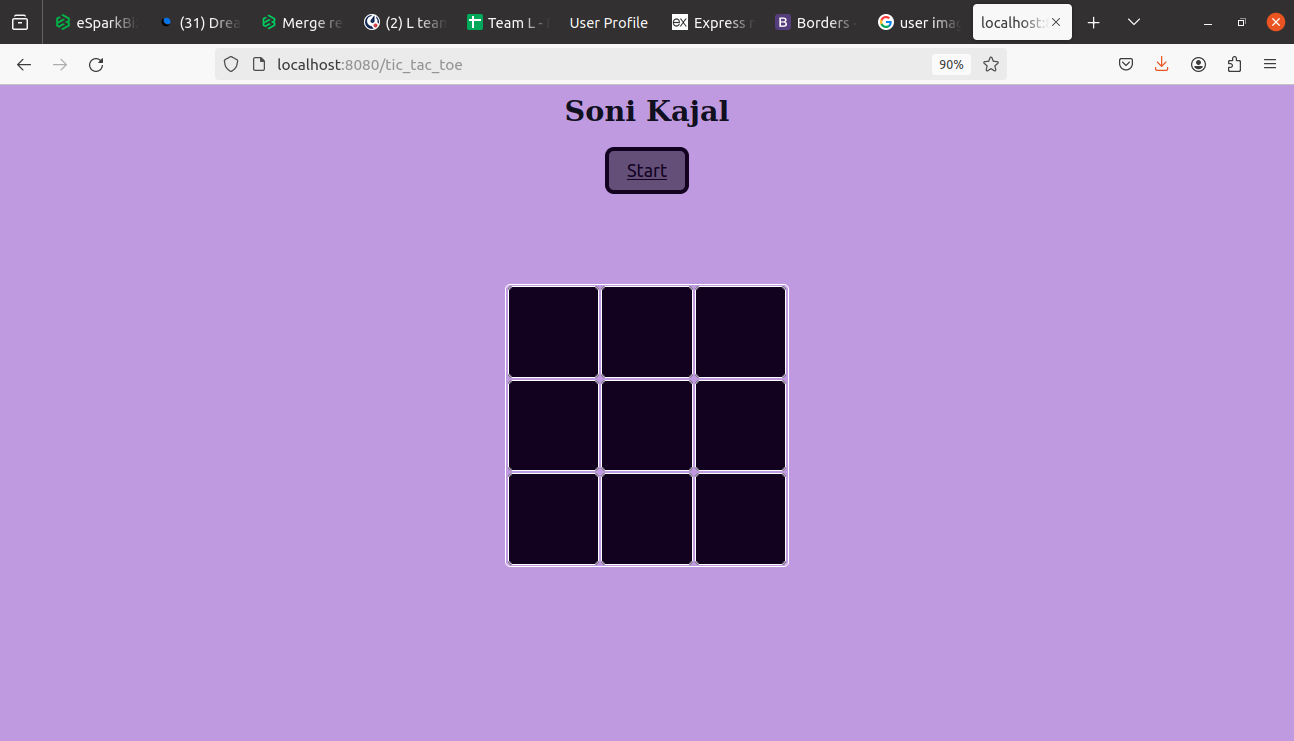 eSparkBi
(31) Drea
Merge re
(2) L tean
Team L -
User Profile
Express
Borders
user ima
localhost:
localhost:8080/tic_tac_toe
90%
Soni Kajal
Start